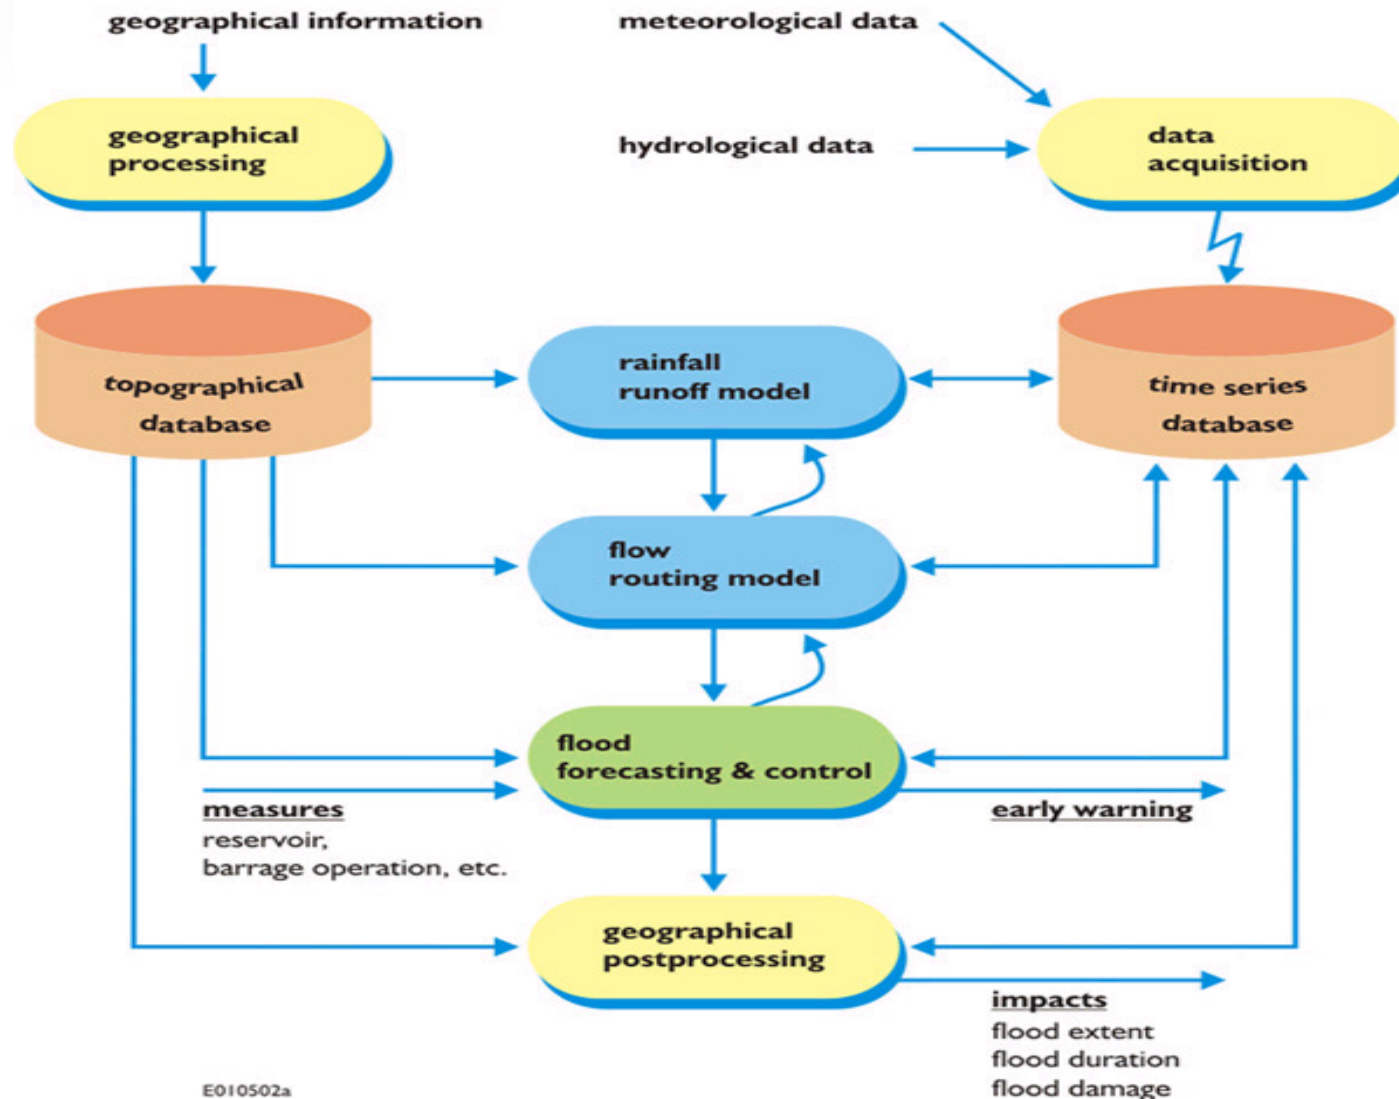 geographical information
meteorological data
geographical
processing
hydrological data
data
acquisition
topographical
database
rainfall
runoff model
time series
database
flow
routing model
flood
forecasting & control
measures
reservoir,
barrage operation, etc.
early warning
geographical
postprocessing
impacts
flood extent
flood duration
flood damage
E010502a